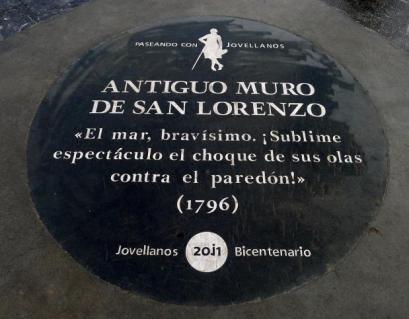 PASEANDO CON JOVELLANOS
ANTIGUO MURO
DE SAN LORENZO
«El mar, bravísimo. ¡Sublime
espectáculo el choque de sus olas
contra el paredón!»
(1796)
Jovellanos 2011 Bicentenario